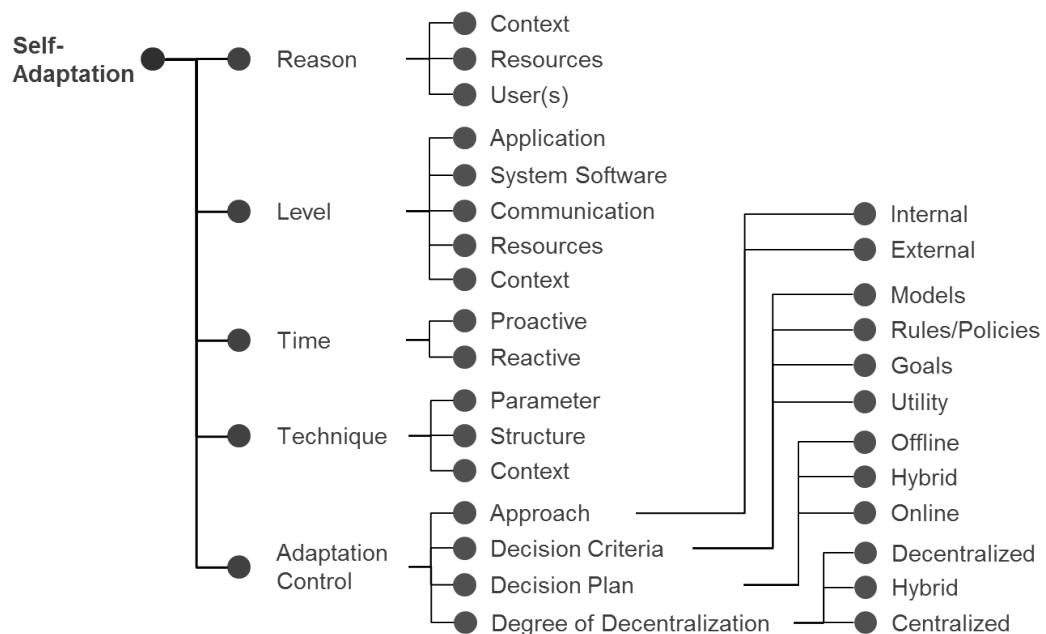 Self-
Adaptation
Reason
Context
Resources
User(s)
Level
Application
System Software
Communication
Resources
Context
Time
Proactive
Reactive
Technique
Parameter
Structure
Context
Adaptation
Control
Approach
Internal
External
Decision Criteria
Models
Rules/Policies
Goals
Utility
Decision Plan
Offline
Hybrid
Online
Degree of Decentralization
Decentralized
Hybrid
Centralized